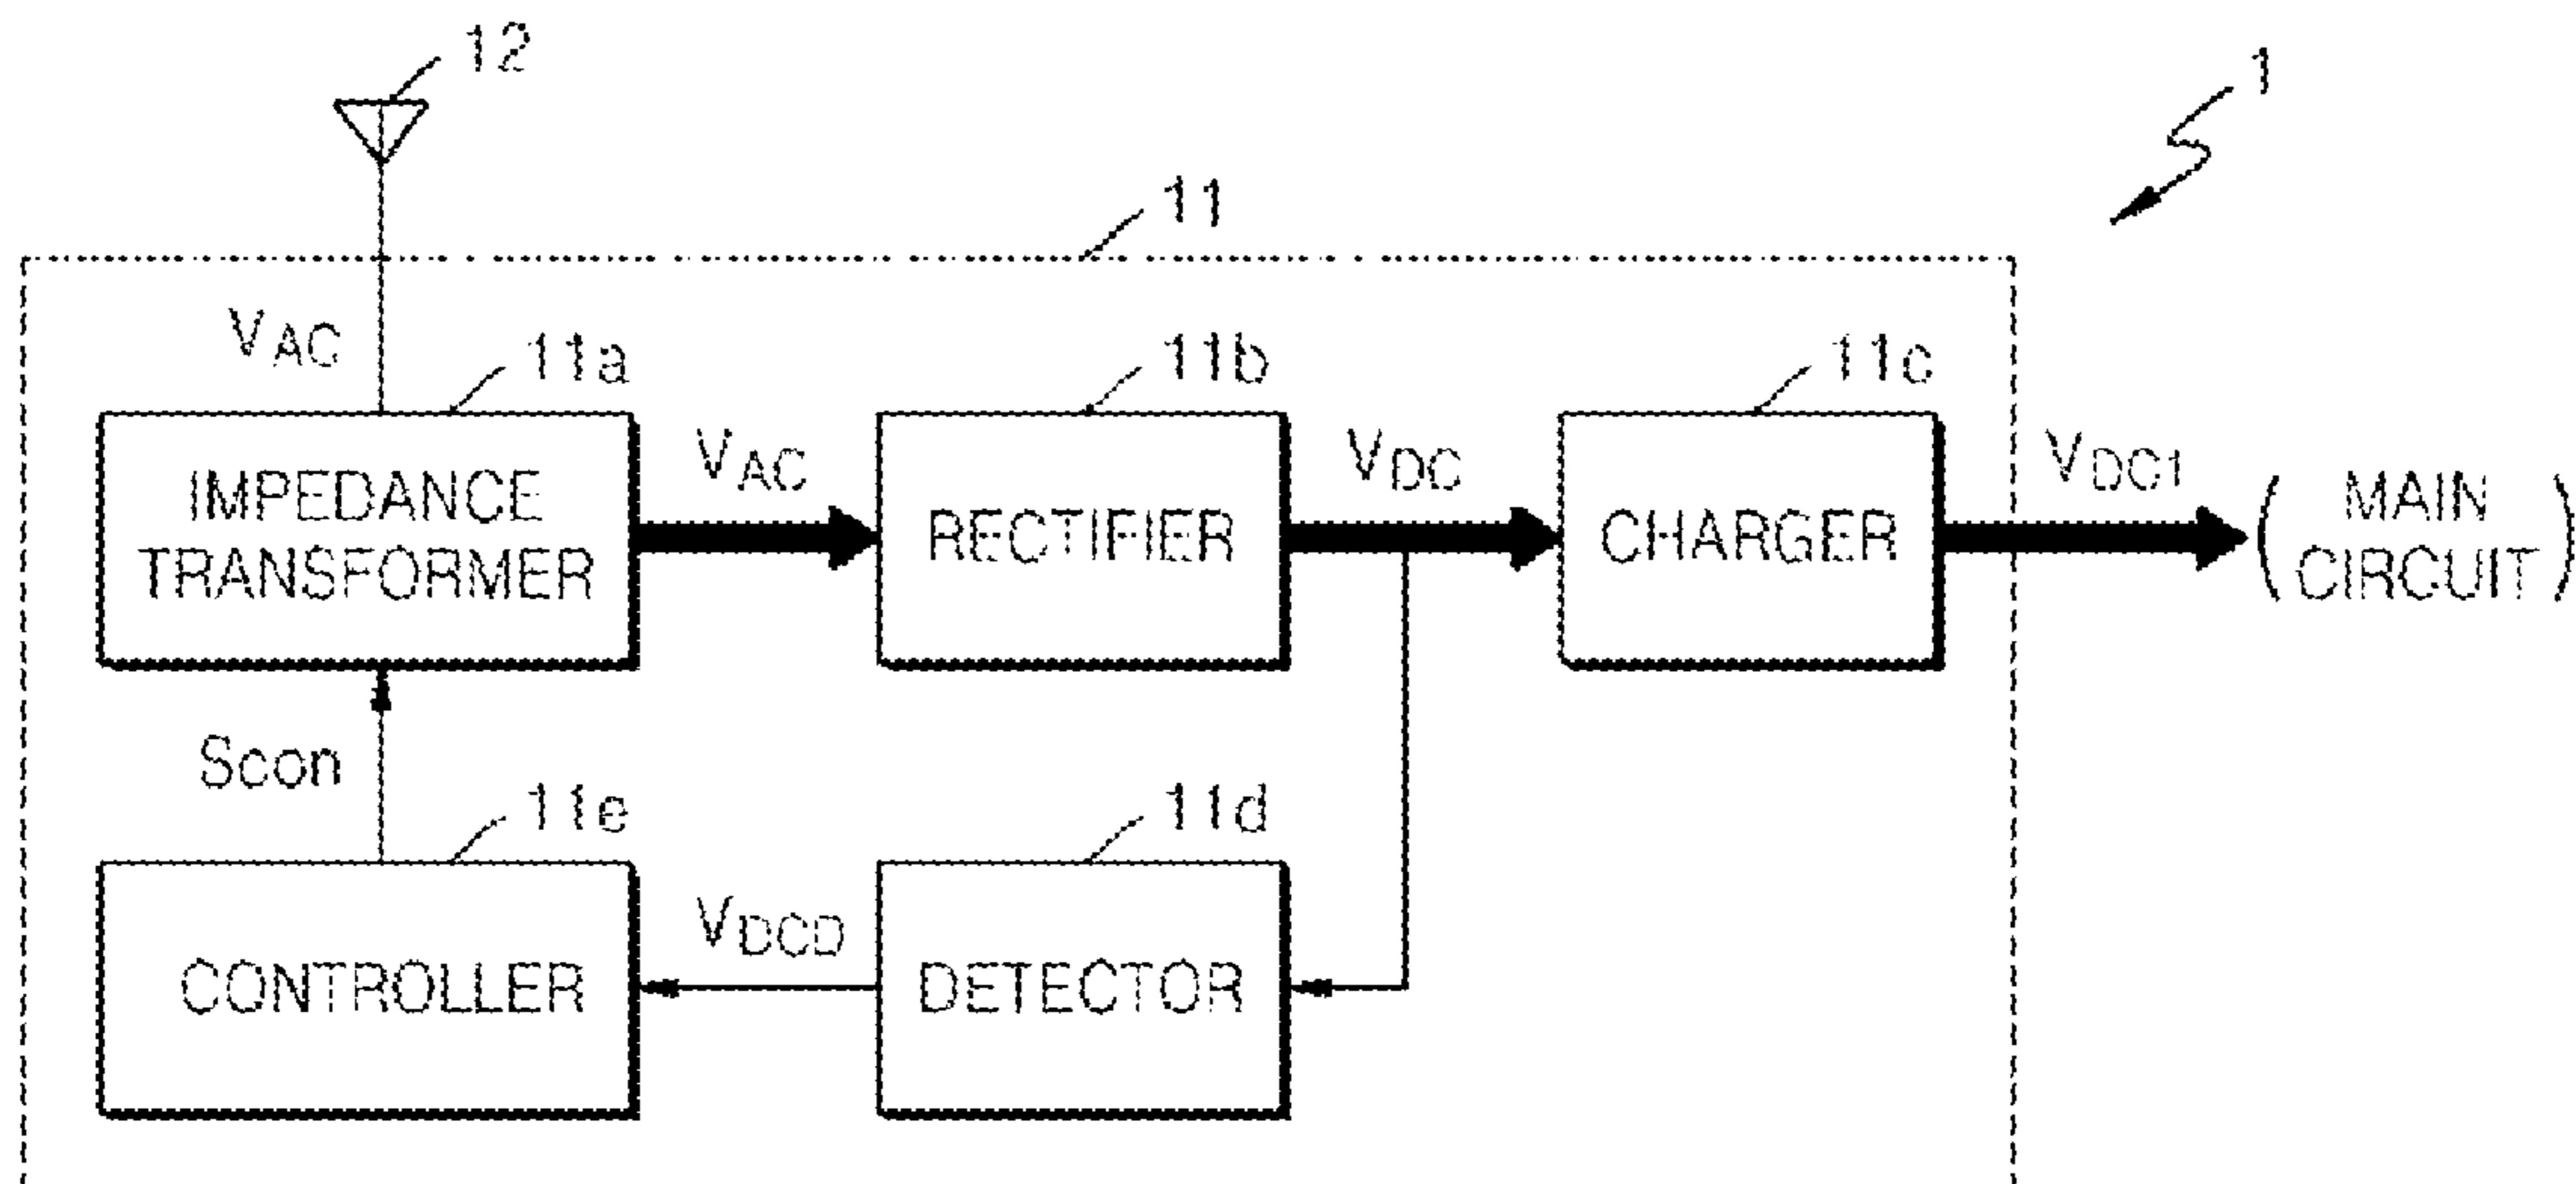 12
1
11
VAC
11a
11b
11c
IMPEDANCE
TRANSFORMER
VAC
RECTIFIER
VDC
CHARGER
VDC1
( MAIN
CIRCUIT )
Scon
11e
11d
CONTROLLER
VDCD
DETECTOR